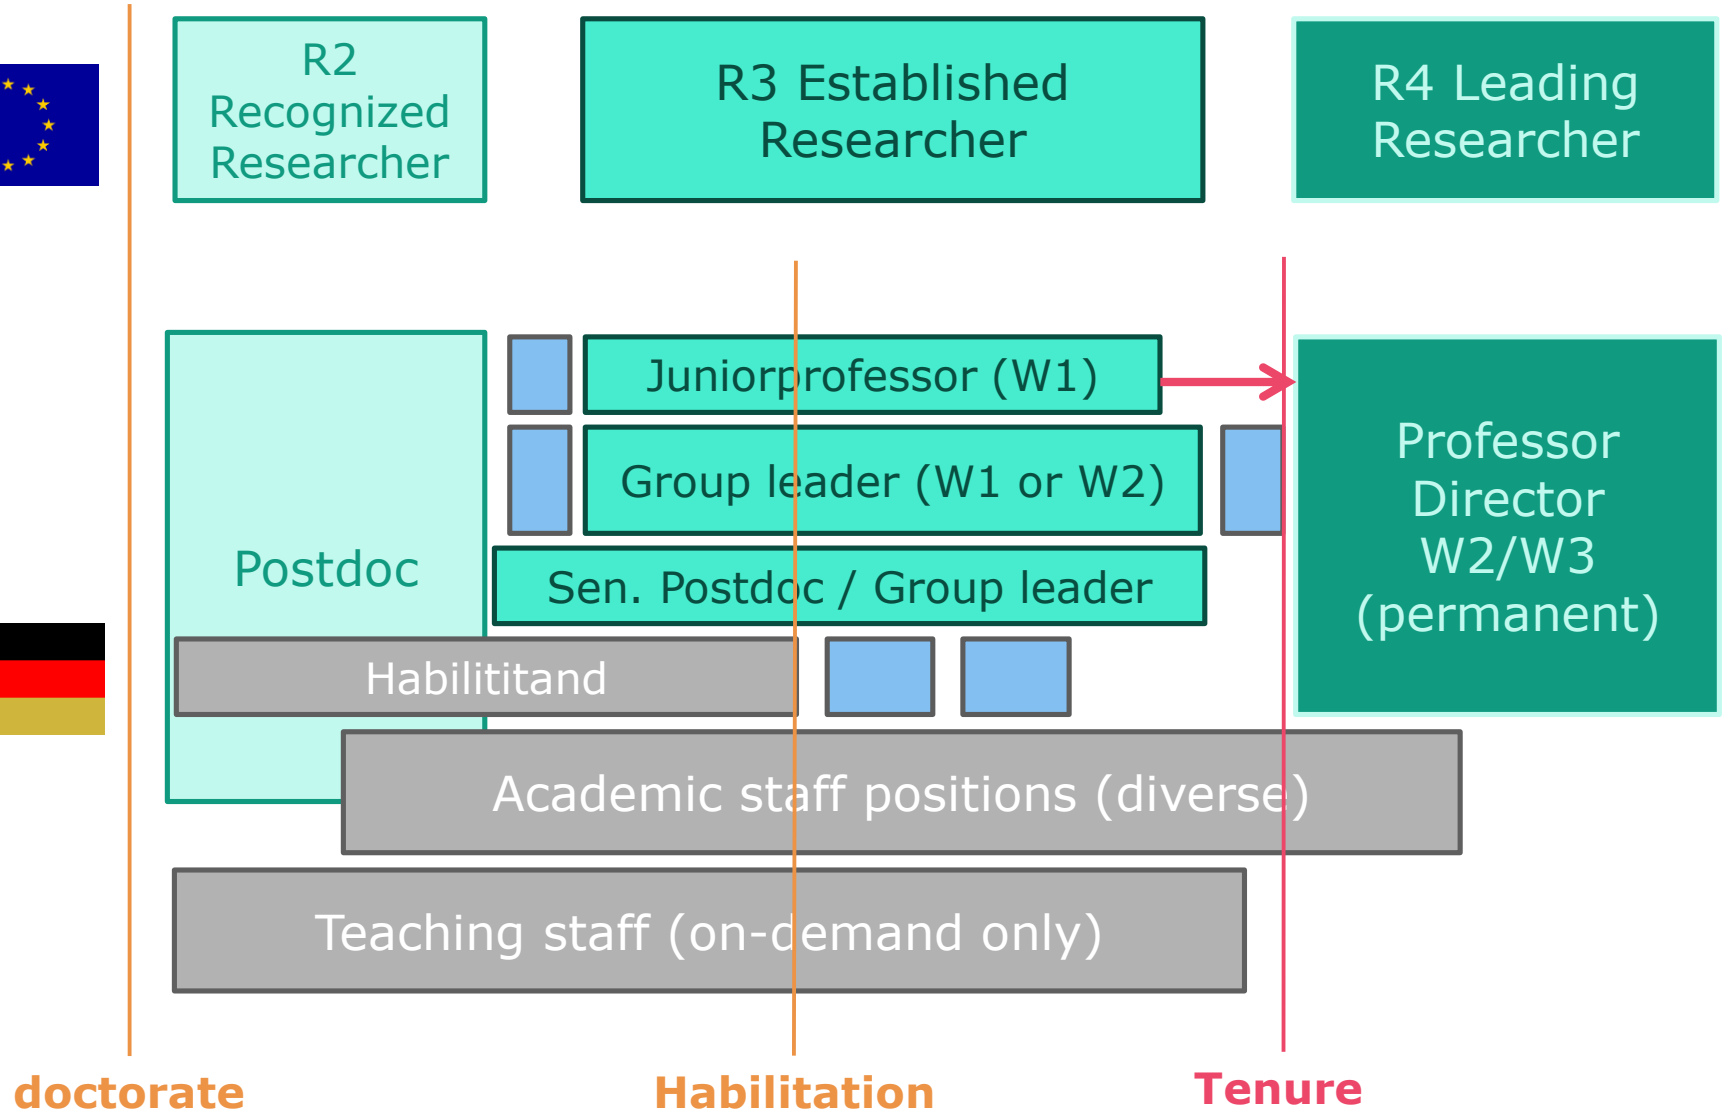 R2
Recognized
Researcher
R3 Established
Researcher
R4 Leading
Researcher
Juniorprofessor (W1)
Group leader (W1 or W2)
Sen. Postdoc / Group leader
Postdoc
Habilititand
Professor
Director
W2/W3
(permanent)
Academic staff positions (diverse)
Teaching staff (on-demand only)
doctorate
Habilitation
Tenure